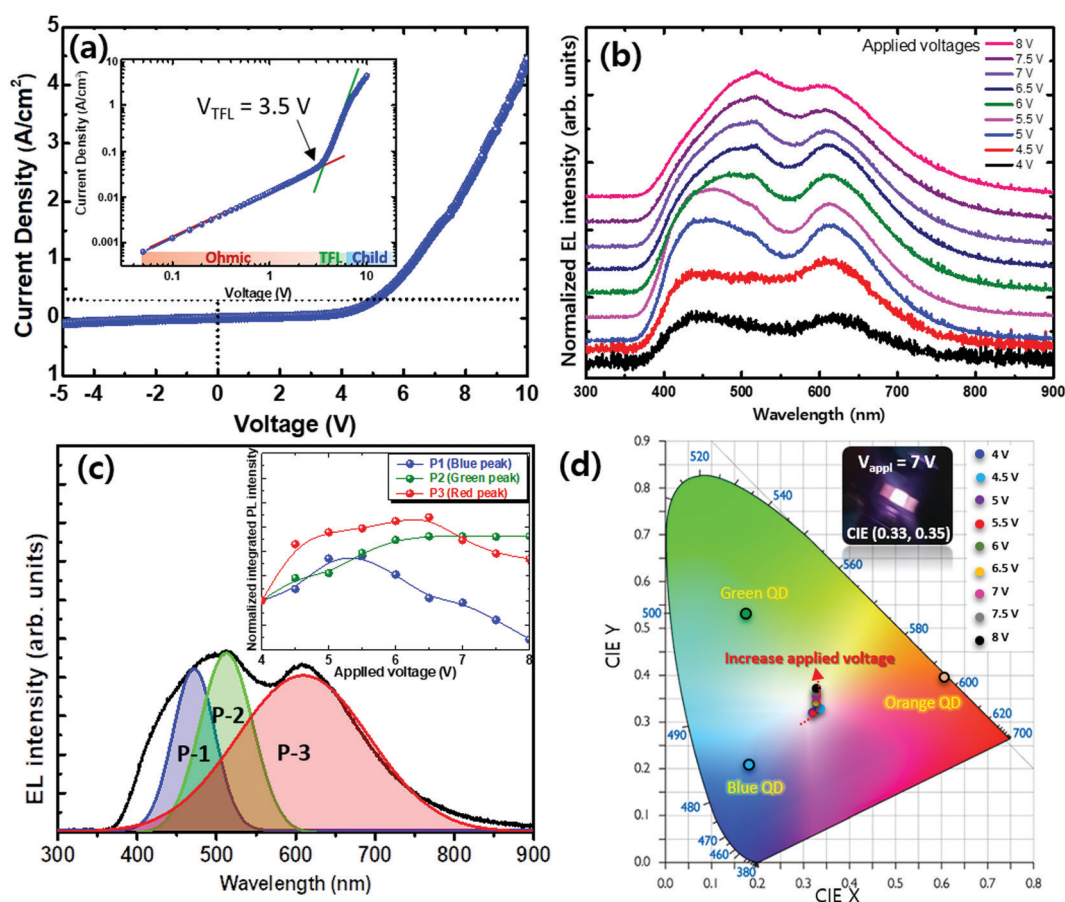 (a)
Current Density (A/cm²)
5
4
3
2
1
0
1
-5
-4
-2
0
2
4
6
8
10
Voltage (V)
Current Density (A/cm²)
10
1
0.1
0.01
0.001
V_TFL = 3.5 V
Ohmic TFL Child
0.1 1 10
Voltage (V)
(b)
Normalized EL intensity (arb. units)
Applied voltages
8 V
7.5 V
7 V
6.5 V
6 V
5.5 V
5 V
4.5 V
4 V
300 400 500 600 700 800 900
Wavelength (nm)
(c)
EL intensity (arb. units)
Normalized integrated PL intensity
P1 (Blue peak)
P2 (Green peak)
P3 (Red peak)
4 5 6 7 8
Applied voltage (V)
P-1
P-2
P-3
300 400 500 600 700 800 900
Wavelength (nm)
(d)
CIE Y
0.9
0.8
0.7
0.6
0.5
0.4
0.3
0.2
0.1
0.0
0.0 0.1 0.2 0.3 0.4 0.5 0.6 0.7 0.8
CIE X
520
540
560
580
600
620
700
500
490
480
470
460
380
V_appl = 7 V
CIE (0.33, 0.35)
4 V
4.5 V
5 V
5.5 V
6 V
6.5 V
7 V
7.5 V
8 V
Green QD
Increase applied voltage
Orange QD
Blue QD